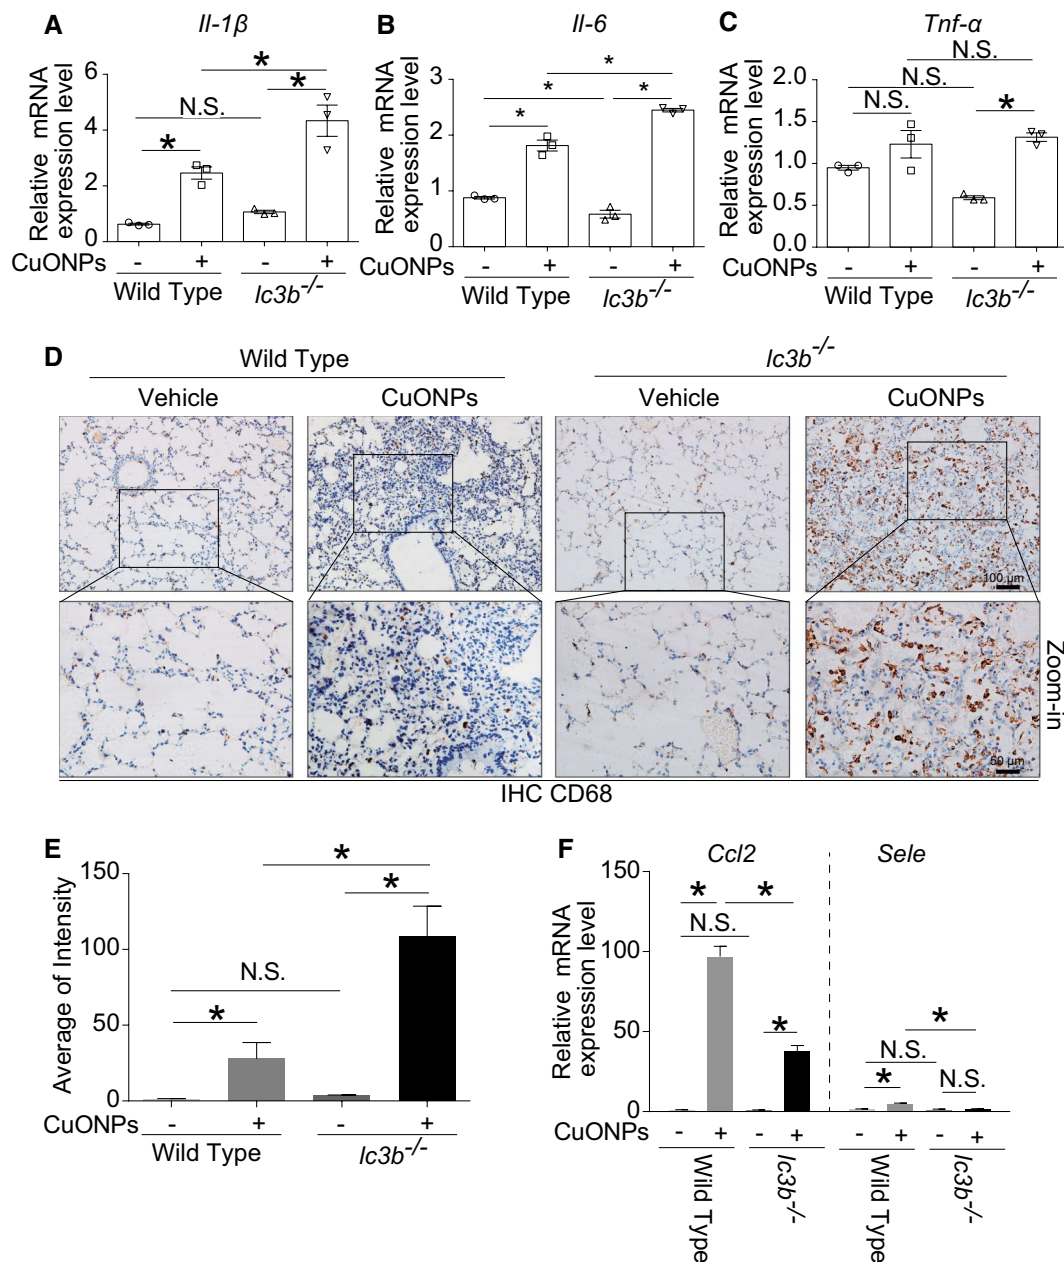 A
Il-1β
Relative mRNA
expression level
6
4
2
0
*
*
N.S.
*
CuONPs
- + - +
Wild Type
lc3b-/-
B
Il-6
Relative mRNA
expression level
3
2
1
0
*
*
*
*
CuONPs
- + - +
Wild Type
lc3b-/-
C
Tnf-α
Relative mRNA
expression level
2.0
1.5
1.0
0.5
0.0
N.S.
N.S.
N.S.
*
CuONPs
- + - +
Wild Type
lc3b-/-
D
Wild Type
lc3b-/-
Vehicle
CuONPs
Vehicle
CuONPs
100 μm
50 μm
Zoom-in
IHC CD68
E
Average of Intensity
150
100
50
0
*
*
N.S.
*
CuONPs
- + - +
Wild Type
lc3b-/-
F
Ccl2
Sele
Relative mRNA
expression level
150
100
50
0
* *
N.S.
*
*
N.S.
* N.S.
CuONPs
- + - + - + - +
Wild Type
lc3b-/-
Wild Type
lc3b-/-